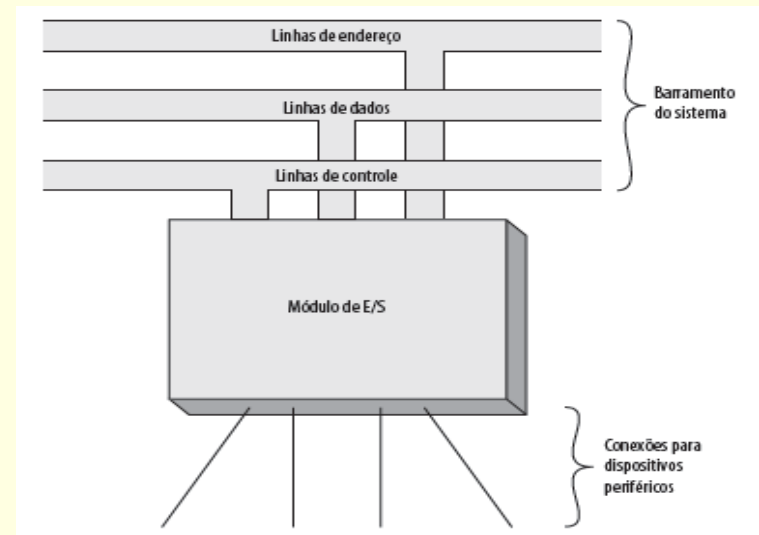 Linhas de endereço
Linhas de dados
Linhas de controle
Barramento
do sistema
Módulo de E/S
Conexões para
dispositivos
periféricos